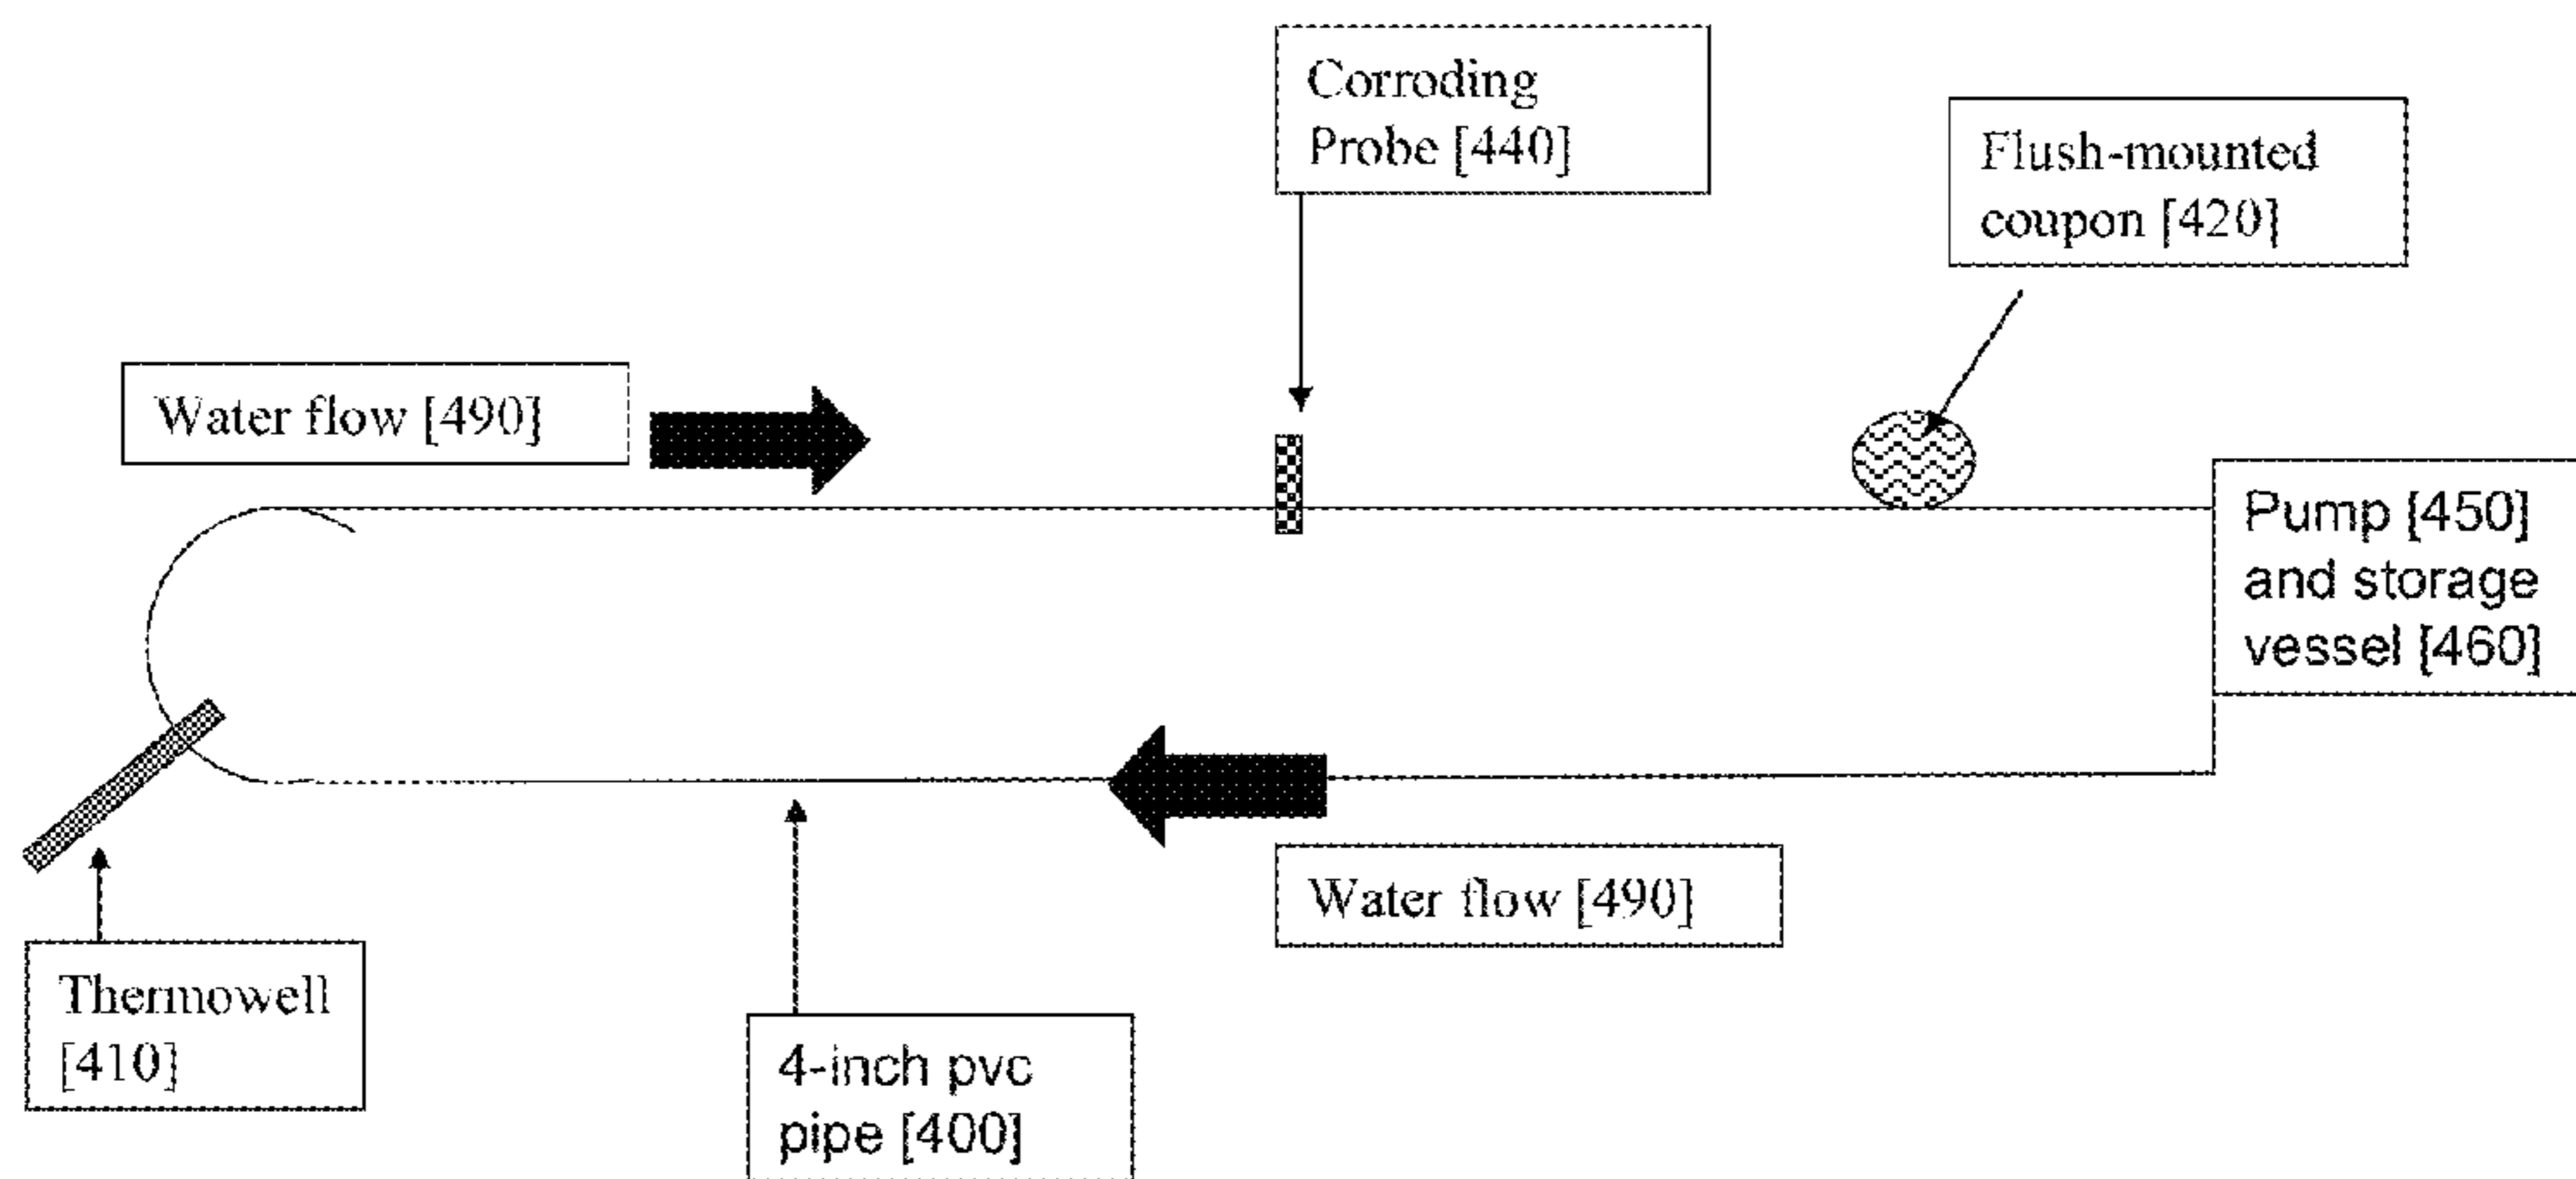 Corroding
Probe [440]
Flush-mounted
coupon [420]
Water flow [490]
Pump [450]
and storage
vessel [460]
Water flow [490]
Thermowell
[410]
4-inch pvc
pipe [400]